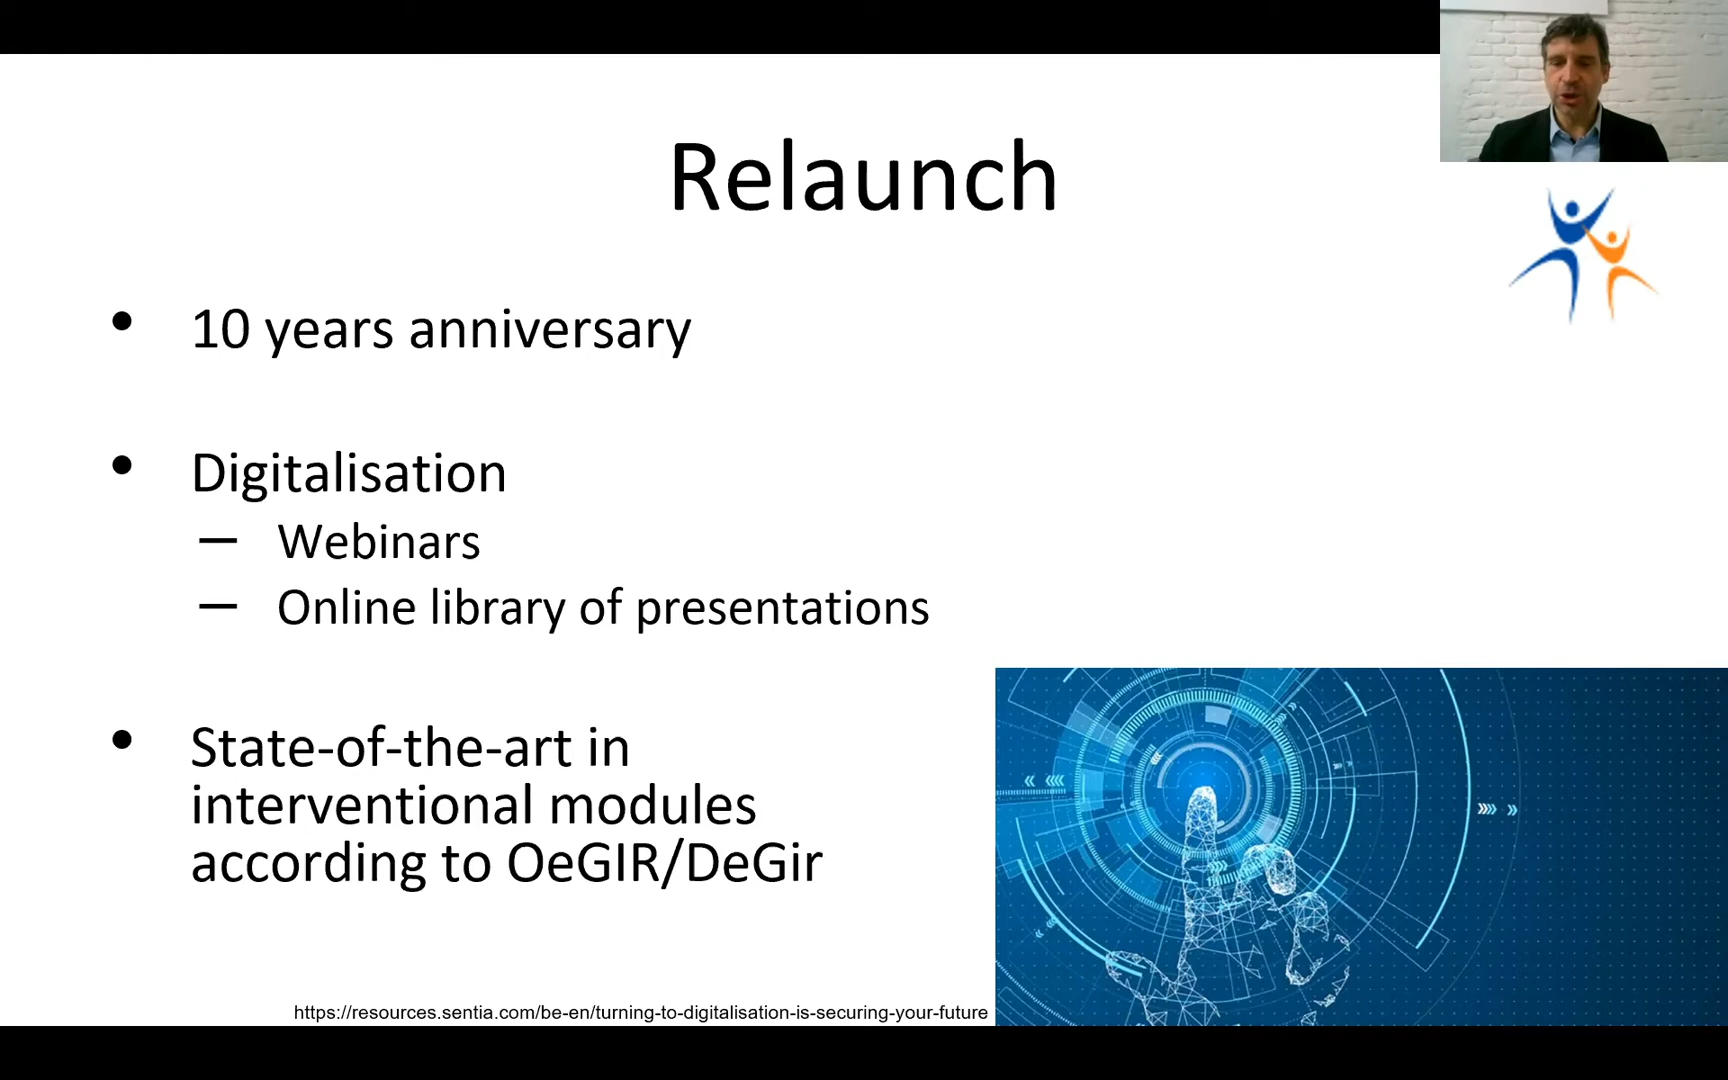 Relaunch
• 10 years anniversary
• Digitalisation
– Webinars
– Online library of presentations
• State-of-the-art in
interventional modules
according to OeGIR/DeGir
https://resources.sentia.com/be-en/turning-to-digitalisation-is-securing-your-future